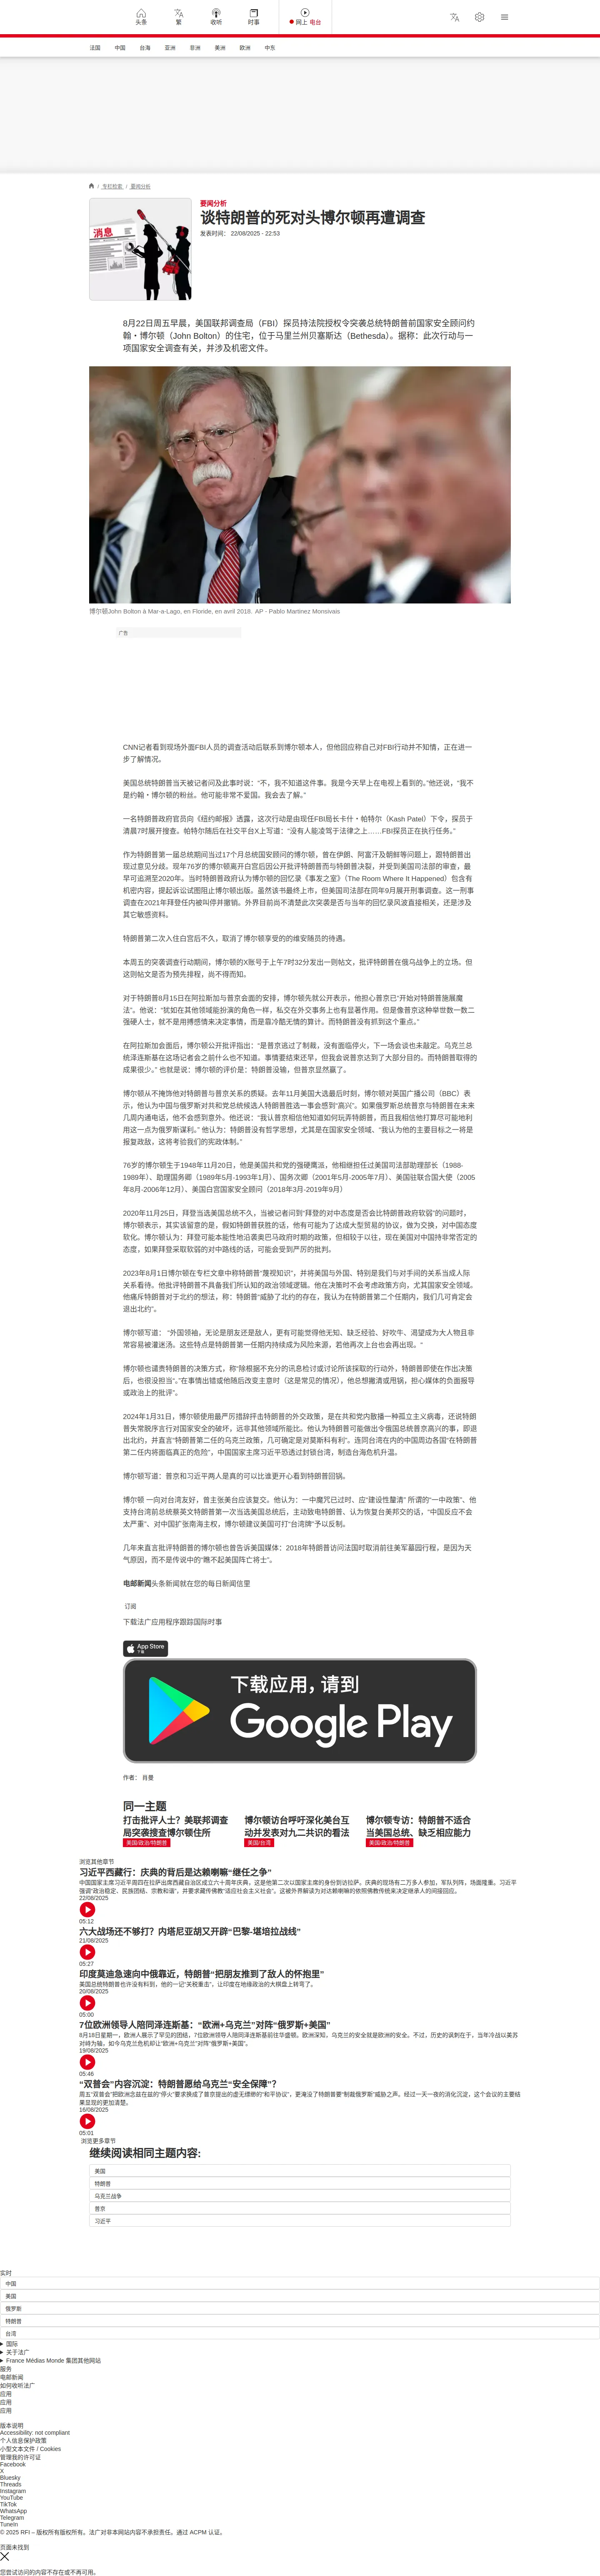 头条
繁
收听
时事
网上 电台
法国 中国 台海 亚洲 非洲 美洲 欧洲 中东
/ 专栏检索 / 要闻分析
消息
要闻分析
谈特朗普的死对头博尔顿再遭调查
发表时间： 22/08/2025 - 22:53
8月22日周五早晨，美国联邦调查局（FBI）探员持法院授权令突袭总统特朗普前国家安全顾问约
翰・博尔顿（John Bolton）的住宅，位于马里兰州贝塞斯达（Bethesda）。据称：此次行动与一
项国家安全调查有关，并涉及机密文件。
博尔顿John Bolton à Mar-a-Lago, en Floride, en avril 2018. AP - Pablo Martinez Monsivais
广告
CNN记者看到现场外面FBI人员的调查活动后联系到博尔顿本人，但他回应称自己对FBI行动并不知情，正在进一
步了解情况。
美国总统特朗普当天被记者问及此事时说：“不，我不知道这件事。我是今天早上在电视上看到的。”他还说，“我不
是约翰・博尔顿的粉丝。他可能非常不爱国。我会去了解。”
一名特朗普政府官员向《纽约邮报》透露，这次行动是由现任FBI局长卡什・帕特尔（Kash Patel）下令，探员于
清晨7时展开搜查。帕特尔随后在社交平台X上写道：“没有人能凌驾于法律之上……FBI探员正在执行任务。”
作为特朗普第一届总统期间当过17个月总统国安顾问的博尔顿，曾在伊朗、阿富汗及朝鲜等问题上，跟特朗普出
现过意见分歧。现年76岁的博尔顿离开白宫后因公开批评特朗普而与特朗普决裂，并受到美国司法部的审查，最
早可追溯至2020年。当时特朗普政府认为博尔顿的回忆录《事发之室》（The Room Where It Happened）包含有
机密内容，提起诉讼试图阻止博尔顿出版。虽然该书最终上市，但美国司法部在同年9月展开刑事调查。这一刑事
调查在2021年拜登任内被叫停并撤销。外界目前尚不清楚此次突袭是否与当年的回忆录风波直接相关，还是涉及
其它敏感资料。
特朗普第二次入住白宫后不久，取消了博尔顿享受的的维安随员的待遇。
本周五的突袭调查行动期间，博尔顿的X账号于上午7时32分发出一则帖文，批评特朗普在俄乌战争上的立场。但
这则帖文是否为预先排程，尚不得而知。
对于特朗普8月15日在阿拉斯加与普京会面的安排，博尔顿先就公开表示，他担心普京已“开始对特朗普施展魔
法”。他说：“犹如在其他领域能扮演的角色一样，私交在外交事务上也有显著作用。但是像普京这种举世数一数二
强硬人士，就不是用搏感情来决定事情，而是靠冷酷无情的算计。而特朗普没有抓到这个重点。”
在阿拉斯加会面后，博尔顿公开批评指出：“是普京逃过了制裁，没有面临停火，下一场会谈也未敲定。乌克兰总
统泽连斯基在这场记者会之前什么也不知道。事情要结束还早，但我会说普京达到了大部分目的。而特朗普取得的
成果很少。” 也就是说：博尔顿的评价是：特朗普没输，但普京显然赢了。
博尔顿从不掩饰他对特朗普与普京关系的质疑。去年11月美国大选最后时刻，博尔顿对英国广播公司（BBC）表
示，他认为中国与俄罗斯对共和党总统候选人特朗普胜选一事会感到“高兴”。如果俄罗斯总统普京与特朗普在未来
几周内通电话，他不会感到意外。他还说：“我认普京相信他知道如何玩弄特朗普，而且我相信他打算尽可能地利
用这一点为俄罗斯谋利。” 他认为：特朗普没有哲学思想，尤其是在国家安全领域、“我认为他的主要目标之一将是
报复政敌，这将考验我们的宪政体制。”
76岁的博尔顿生于1948年11月20日，他是美国共和党的强硬鹰派，他相继担任过美国司法部助理部长（1988-
1989年）、助理国务卿（1989年5月-1993年1月）、国务次卿（2001年5月-2005年7月）、美国驻联合国大使（2005
年8月-2006年12月）、美国白宫国家安全顾问（2018年3月-2019年9月）
2020年11月25日，拜登当选美国总统不久，当被记者问到“拜登的对中态度是否会比特朗普政府软弱”的问题时，
博尔顿表示，其实该留意的是，假如特朗普获胜的话，他有可能为了达成大型贸易的协议，做为交换，对中国态度
软化。博尔顿认为：拜登可能本能性地沿袭奥巴马政府时期的政策，但相较于以往，现在美国对中国持非常否定的
态度，如果拜登采取软弱的对中路线的话，可能会受到严厉的批判。
2023年8月1日博尔顿在专栏文章中称特朗普“蔑视知识”，并将美国与外国、特别是我们与对手间的关系当成人际
关系看待。他批评特朗普不具备我们所认知的政治领域逻辑。他在决策时不会考虑政策方向，尤其国家安全领域。
他痛斥特朗普对于北约的想法，称：特朗普“威胁了北约的存在，我认为在特朗普第二个任期内，我们几可肯定会
退出北约”。
博尔顿写道： “外国领袖，无论是朋友还是敌人，更有可能觉得他无知、缺乏经验、好吹牛、渴望成为大人物且非
常容易被灌迷汤。这些特点是特朗普第一任期内持续成为风险来源，若他再次上台也会再出现。”
博尔顿也谴责特朗普的决策方式，称“除根据不充分的讯息检讨或讨论所该採取的行动外，特朗普即使在作出决策
后，也很没担当”。”在事情出错或他随后改变主意时（这是常见的情况），他总想撇清或甩锅，担心媒体的负面报导
或政治上的批评”。
2024年1月31日，博尔顿使用最严厉措辞抨击特朗普的外交政策，是在共和党内散播一种孤立主义病毒，还说特朗
普失常脱序言行对国家安全的破坏，远非其他领域所能比。他认为特朗普可能做出令俄国总统普京高兴的事，即退
出北约，并直言“特朗普第二任的乌克兰政策，几可确定是对莫斯科有利”。连同台湾在内的中国周边各国“在特朗普
第二任内将面临真正的危险”，中国国家主席习近平恐透过封锁台湾，制造台海危机升温。
博尔顿写道：普京和习近平两人是真的可以比谁更开心看到特朗普回锅。
博尔顿 一向对台湾友好，曾主张美台应该复交。他认为：一中魔咒已过时、应“建设性釐清” 所谓的“一中政策”、他
支持台湾前总统蔡英文特朗普第一次当选美国总统后，主动致电特朗普、认为恢复台美邦交的话，“中国反应不会
太严重”、对中国扩张南海主权，博尔顿建议美国可打“台湾牌”予以反制。
几年来直言批评特朗普的博尔顿也曾告诉美国媒体：2018年特朗普访问法国时取消前往美军墓园行程，是因为天
气原因，而不是传说中的“瞧不起美国阵亡将士”。
电邮新闻头条新闻就在您的每日新闻信里
订阅
下载法广应用程序跟踪国际时事
App Store
下载
下载应用，请到
Google Play
作者： 肖曼
同一主题
打击批评人士？美联邦调查
局突袭搜查博尔顿住所
美国/政治/特朗普
博尔顿访台呼吁深化美台互
动并发表对九二共识的看法
美国/台湾
博尔顿专访：特朗普不适合
当美国总统、缺乏相应能力
美国/政治/特朗普
浏览其他章节
习近平西藏行：庆典的背后是达赖喇嘛“继任之争”
中国国家主席习近平周四在拉萨出席西藏自治区成立六十周年庆典，这是他第二次以国家主席的身份到访拉萨。庆典的现场有二万多人参加，军队列阵，场面隆重。习近平
强调“政治稳定、民族团结、宗教和谐”，并要求藏传佛教“适应社会主义社会”。这被外界解读为对达赖喇嘛的依照佛教传统来决定继承人的间接回应。
22/08/2025
05:12
六大战场还不够打？内塔尼亚胡又开辟“巴黎-堪培拉战线”
21/08/2025
05:27
印度莫迪急速向中俄靠近，特朗普“把朋友推到了敌人的怀抱里”
美国总统特朗普也许没有料到，他的一记“关税重击”，让印度在地缘政治的大棋盘上转弯了。
20/08/2025
05:00
7位欧洲领导人陪同泽连斯基：“欧洲+乌克兰”对阵“俄罗斯+美国”
8月18日星期一，欧洲人展示了罕见的团结，7位欧洲领导人陪同泽连斯基前往华盛顿。欧洲深知，乌克兰的安全就是欧洲的安全。不过，历史的讽刺在于，当年冷战以美苏
对峙为轴，如今乌克兰危机却让“欧洲+乌克兰”对阵“俄罗斯+美国”。
19/08/2025
05:46
“双普会”内容沉淀：特朗普愿给乌克兰“安全保障”？
周五“双普会”把欧洲念兹在兹的“停火”要求换成了普京提出的虚无缥缈的“和平协议”，更淹没了特朗普要“制裁俄罗斯”威胁之声。经过一天一夜的消化沉淀，这个会议的主要结
果显现的更加清楚。
16/08/2025
05:01
浏览更多章节
继续阅读相同主题内容:
美国
特朗普
乌克兰战争
普京
习近平
实时
中国
美国
俄罗斯
特朗普
台湾
国际
关于法广
France Médias Monde 集团其他网站
服务
电邮新闻
如何收听法广
应用
应用
应用
版本说明
Accessibility: not compliant
个人信息保护政策
小型文本文件 / Cookies
管理我的许可证
Facebook
X
Bluesky
Threads
Instagram
YouTube
TikTok
WhatsApp
Telegram
TuneIn
© 2025 RFI – 版权所有版权所有。法广对非本网站内容不承担责任。通过 ACPM 认证。
页面未找到
您尝试访问的内容不存在或不再可用。